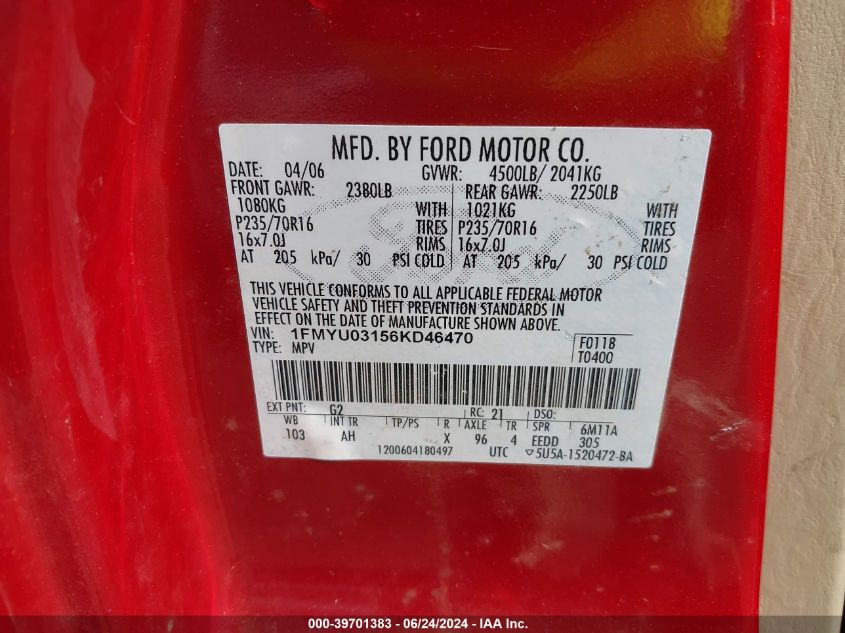 MFD. BY FORD MOTOR CO.
DATE: 04/06 GVWR: 4500LB/ 2041KG
FRONT GAWR: 2380LB REAR GAWR: 2250LB
1080KG WITH 1021KG WITH
P235/70R16 TIRES P235/70R16 TIRES
16x7.0J RIMS 16x7.0J RIMS
AT 205 kPa/ 30 PSI COLD AT 205 kPa/ 30 PSI COLD
THIS VEHICLE CONFORMS TO ALL APPLICABLE FEDERAL MOTOR
VEHICLE SAFETY AND THEFT PREVENTION STANDARDS IN
EFFECT ON THE DATE OF MANUFACTURE SHOWN ABOVE.
VIN: 1FMYU03156KD46470 F0118
TYPE: MPV T0400
EXT PNT: G2 RC: 21 DSO:
WB INT TR TP/PS R AXLE TR SPR 6M11A
103 AH X 96 4 EEDD 305
1200604180497 UTC ▽5U5A-1520472-BA
000-39701383 - 06/24/2024 - IAAI.com